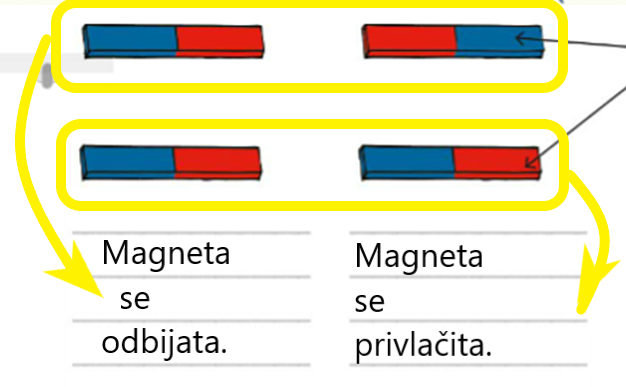 Magneta
se
odbijata.
Magneta
se
privlačita.